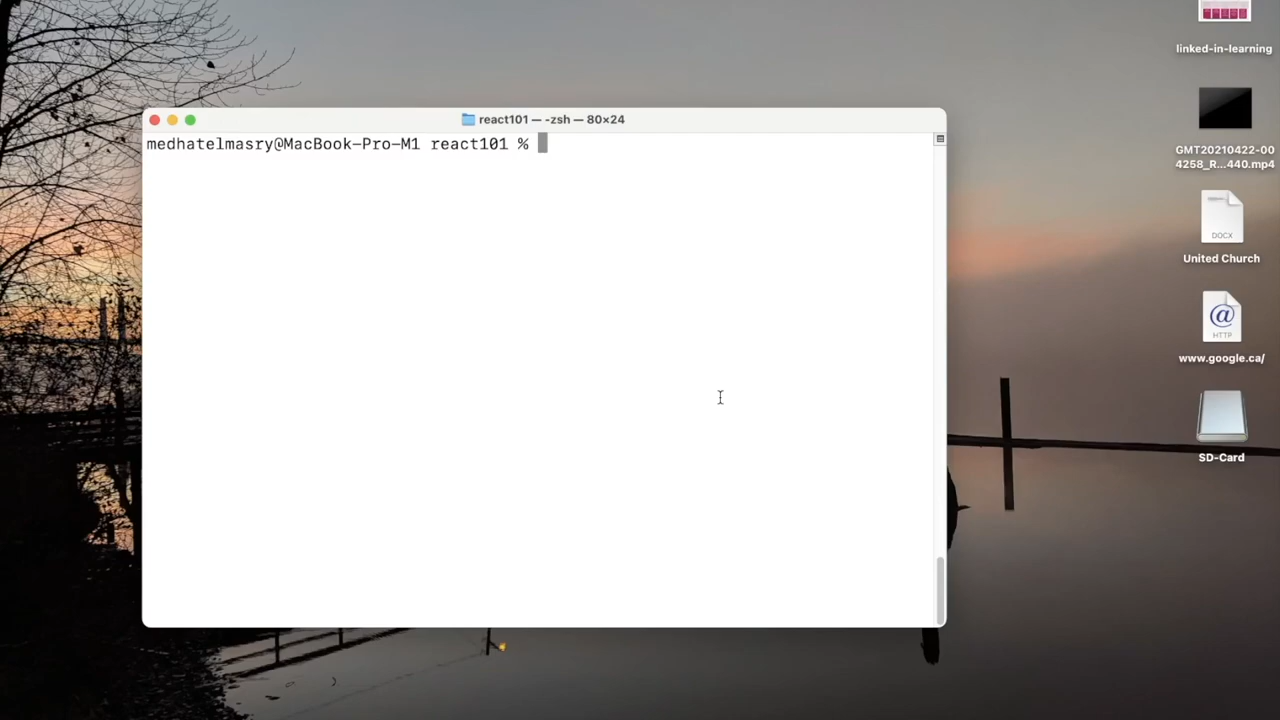 linked-in-learning
react101 — -zsh — 80×24
medhatelmasry@MacBook-Pro-M1 react101 %
GMT20210422-00
4258_R...440.mp4
DOCX
United Church
@
HTTP
www.google.ca/
SD-Card